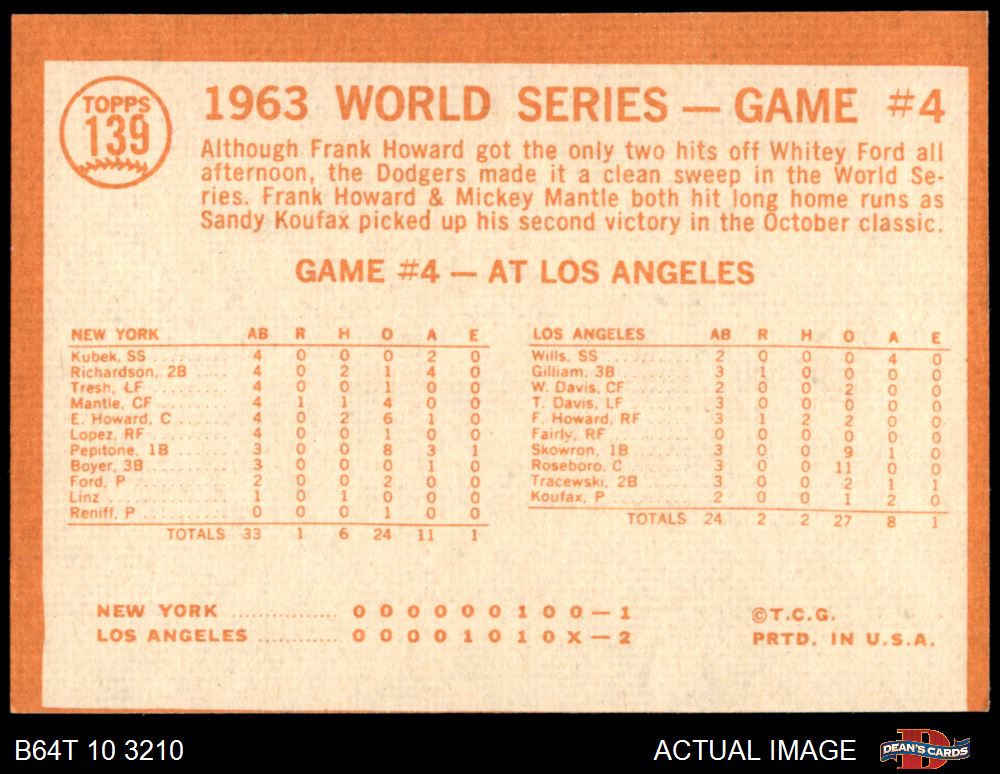 TOPPS
139
1963 WORLD SERIES — GAME #4
Although Frank Howard got the only two hits off Whitey Ford all
afternoon, the Dodgers made it a clean sweep in the World Se-
ries. Frank Howard & Mickey Mantle both hit long home runs as
Sandy Koufax picked up his second victory in the October classic.
GAME #4 — AT LOS ANGELES
NEW YORK AB R H O A E
Kubek, SS 4 0 0 0 2 0
Richardson, 2B 4 0 2 1 4 0
Tresh, LF 4 0 0 1 0 0
Mantle, CF 4 1 1 4 0 0
E. Howard, C 4 0 2 6 1 0
Lopez, RF 4 0 0 1 0 0
Pepitone, 1B 3 0 0 8 3 1
Boyer, 3B 3 0 0 0 1 0
Ford, P 2 0 0 2 0 0
Linz 1 0 1 0 0 0
Reniff, P 0 0 0 1 0 0
TOTALS 33 1 6 24 11 1
LOS ANGELES AB R H O A E
Wills, SS 2 0 0 0 4 0
Gilliam, 3B 3 1 0 0 0 0
W. Davis, CF 2 0 0 2 0 0
T. Davis, LF 3 0 0 0 0 0
F. Howard, RF 3 1 2 2 0 0
Fairly, RF 0 0 0 0 0 0
Skowron, 1B 3 0 0 9 1 0
Roseboro, C 3 0 0 11 0 0
Tracewski, 2B 3 0 0 2 1 1
Koufax, P 2 0 0 1 2 0
TOTALS 24 2 2 27 8 1
NEW YORK 0 0 0 0 0 0 1 0 0 — 1
LOS ANGELES 0 0 0 0 1 0 1 0 X — 2
©T.C.G.
PRTD. IN U.S.A.
B64T 10 3210
ACTUAL IMAGE
B
DEAN'S CARDS